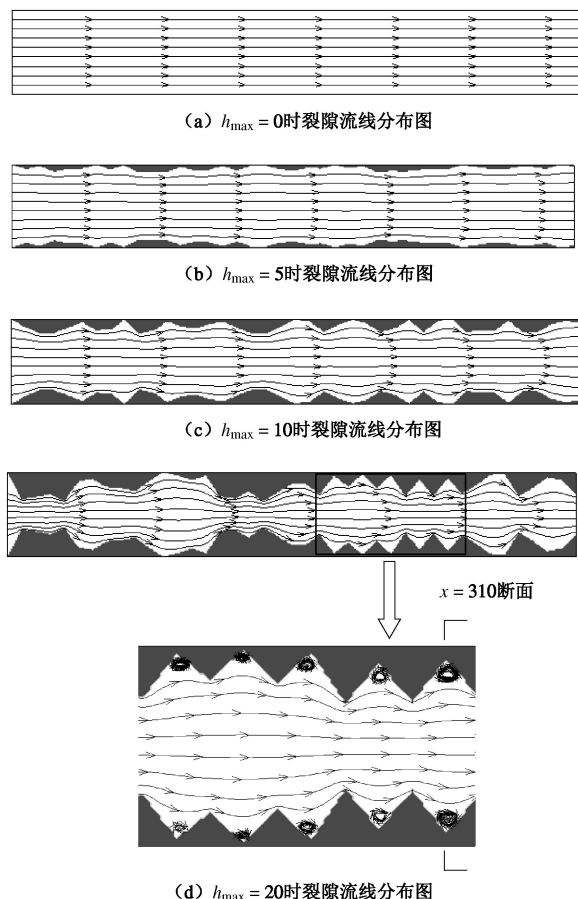 (a) hmax = 0时裂隙流线分布图
(b) hmax = 5时裂隙流线分布图
(c) hmax = 10时裂隙流线分布图
x = 310断面
(d) hmax = 20时裂隙流线分布图